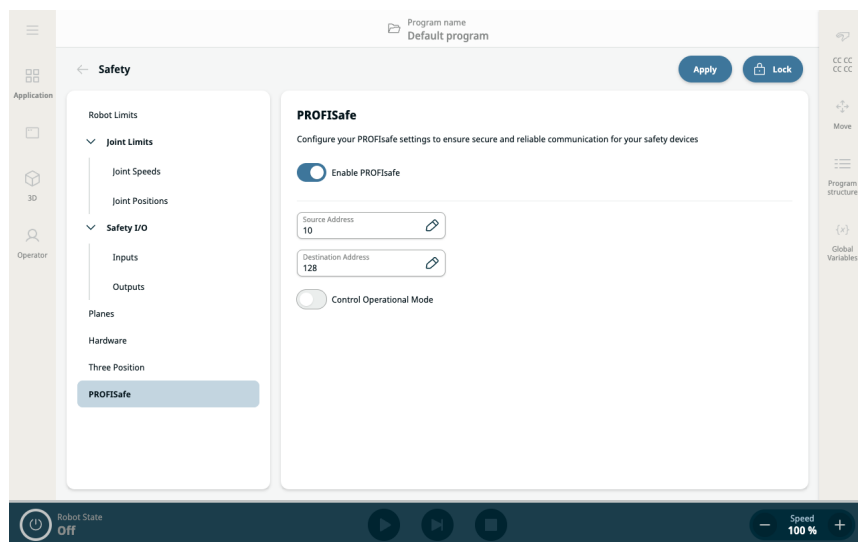 Program name
Default program
Safety
Apply
Lock
CC CC
CC CC
Application
Move
3D
Program
structure
Operator
{x}
Global
Variables
Robot Limits
Joint Limits
Joint Speeds
Joint Positions
Safety I/O
Inputs
Outputs
Planes
Hardware
Three Position
PROFISafe
PROFISafe
Configure your PROFIsafe settings to ensure secure and reliable communication for your safety devices
Enable PROFIsafe
Source Address
10
Destination Address
128
Control Operational Mode
Robot State
Off
Speed
100 %